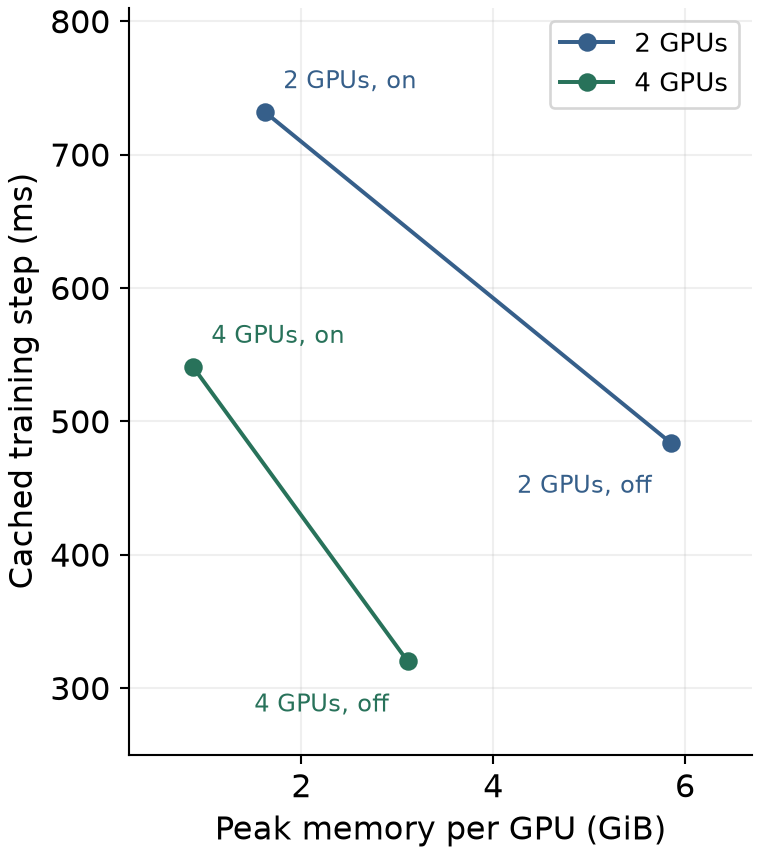 800
700
600
500
400
300
Cached training step (ms)
2 GPUs
4 GPUs
2 GPUs, on
4 GPUs, on
2 GPUs, off
4 GPUs, off
2
4
6
Peak memory per GPU (GiB)